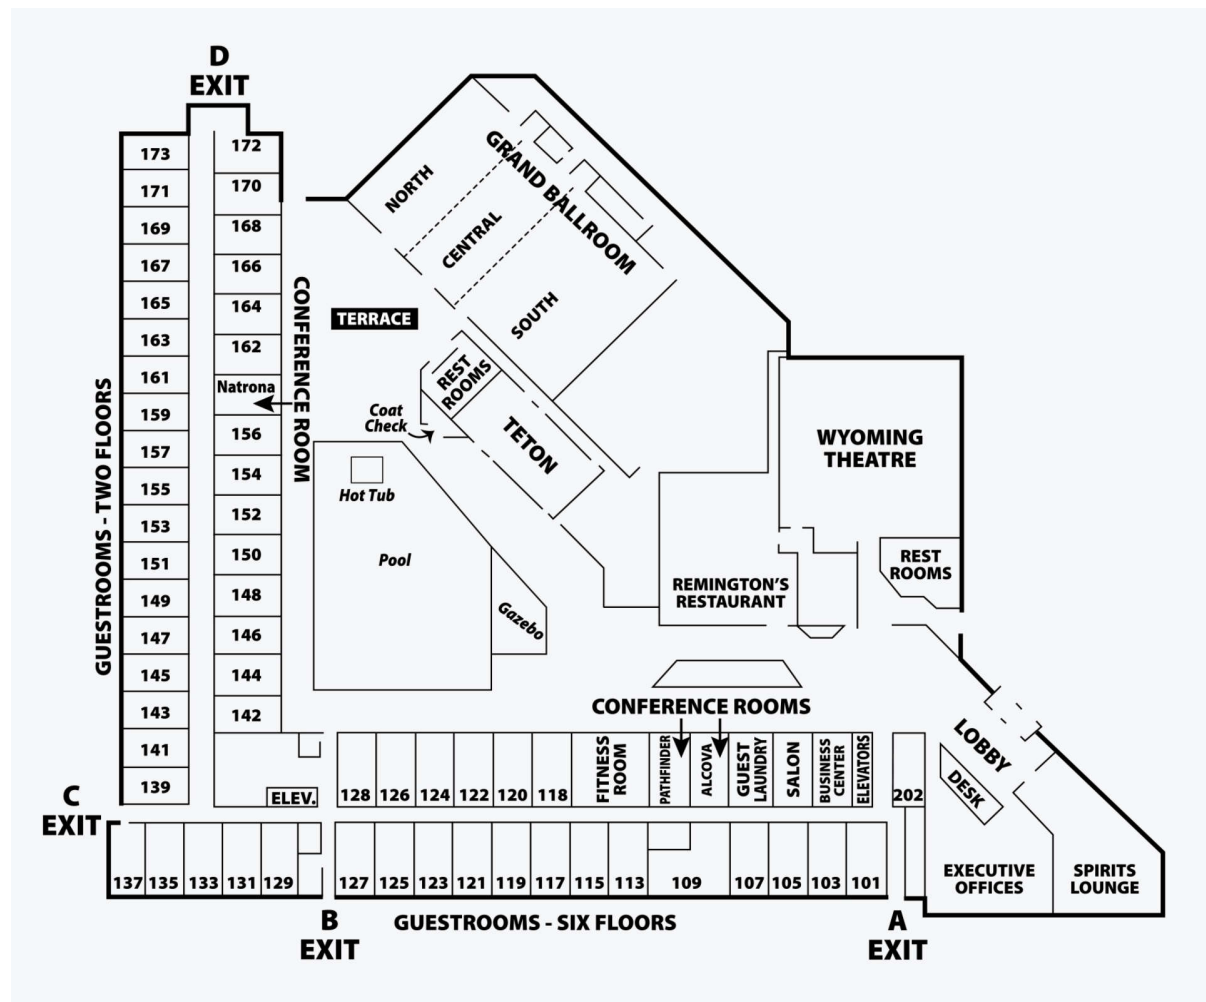 D
EXIT
173
171
169
167
165
163
161
159
157
155
153
151
149
147
145
143
141
139
172
170
168
166
164
162
Natrona
156
154
152
150
148
146
144
142
GUESTROOMS - TWO FLOORS
CONFERENCE ROOM
NORTH
CENTRAL
SOUTH
GRAND BALLROOM
TERRACE
REST
ROOMS
Coat
Check
TETON
Hot Tub
Pool
Gazebo
WYOMING
THEATRE
REST
ROOMS
REMINGTON'S
RESTAURANT
CONFERENCE ROOMS
LOBBY
DESK
EXECUTIVE
OFFICES
SPIRITS
LOUNGE
C
EXIT
ELEV.
128
126
124
122
120
118
FITNESS
ROOM
PATHFINDER
ALCOVA
GUEST
LAUNDRY
SALON
BUSINESS
CENTER
ELEVATORS
202
137
135
133
131
129
127
125
123
121
119
117
115
113
109
107
105
103
101
B
EXIT
GUESTROOMS - SIX FLOORS
A
EXIT